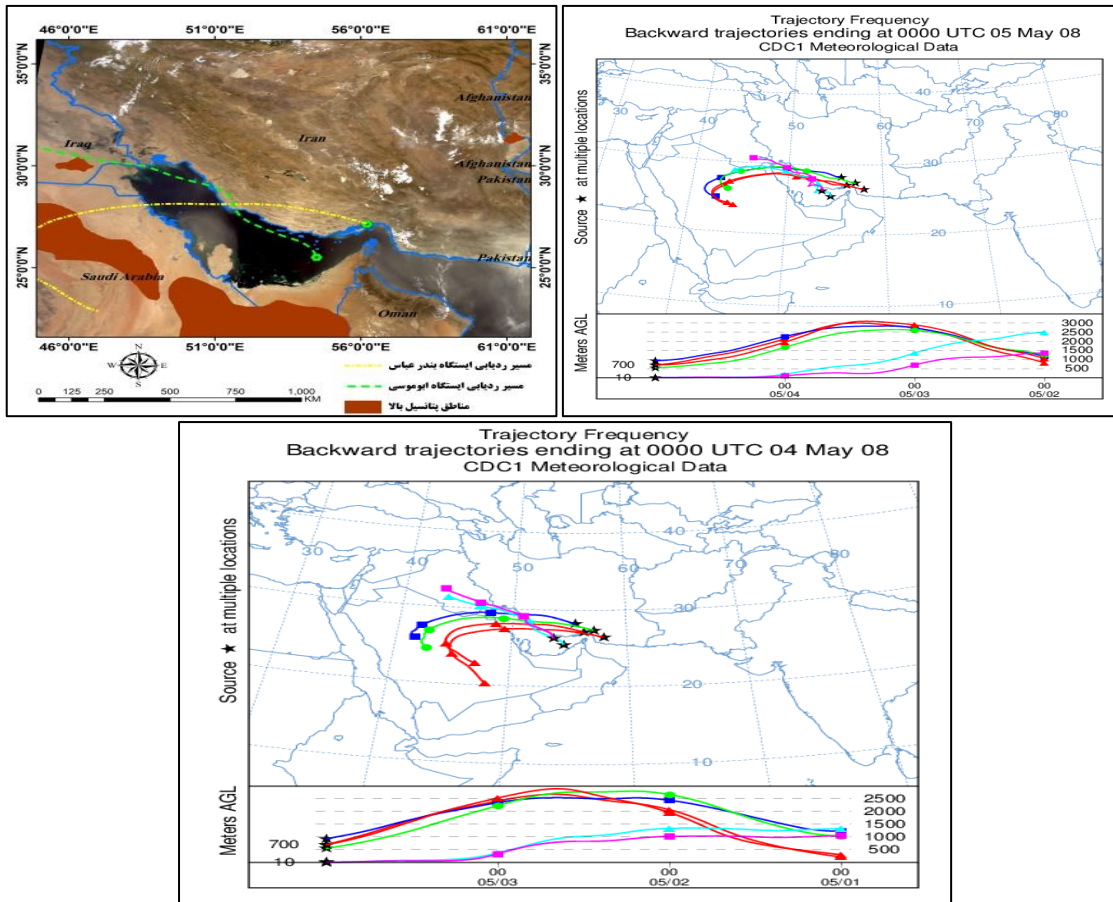 46°0'0"E 51°0'0"E 56°0'0"E 61°0'0"E
35°0'0"N
30°0'0"N
25°0'0"N
Afghanistan
Iraq
Iran
Afghanistan
Pakistan
Pakistan
Saudi Arabia
Oman
35°0'0"N
30°0'0"N
25°0'0"N
46°0'0"E 51°0'0"E 56°0'0"E 61°0'0"E
N
W E
S
مسیر ردیابی ایستگاه بندر عباس
مسیر ردیابی ایستگاه ابوموسی
مناطق پتانسیل بالا
0 125 250 500 750 1,000
KM
Trajectory Frequency
Backward trajectories ending at 0000 UTC 05 May 08
CDC1 Meteorological Data
Source ★ at multiple locations
30 40 50 60 70 80
40
30
20
10
Meters AGL
700
10
3000
2500
2000
1500
1000
500
00 00 00
05/04 05/03 05/02
Trajectory Frequency
Backward trajectories ending at 0000 UTC 04 May 08
CDC1 Meteorological Data
Source ★ at multiple locations
30 40 50 60 70 80
40
30
20
10
Meters AGL
700
10
2500
2000
1500
1000
500
00 00 00
05/03 05/02 05/01